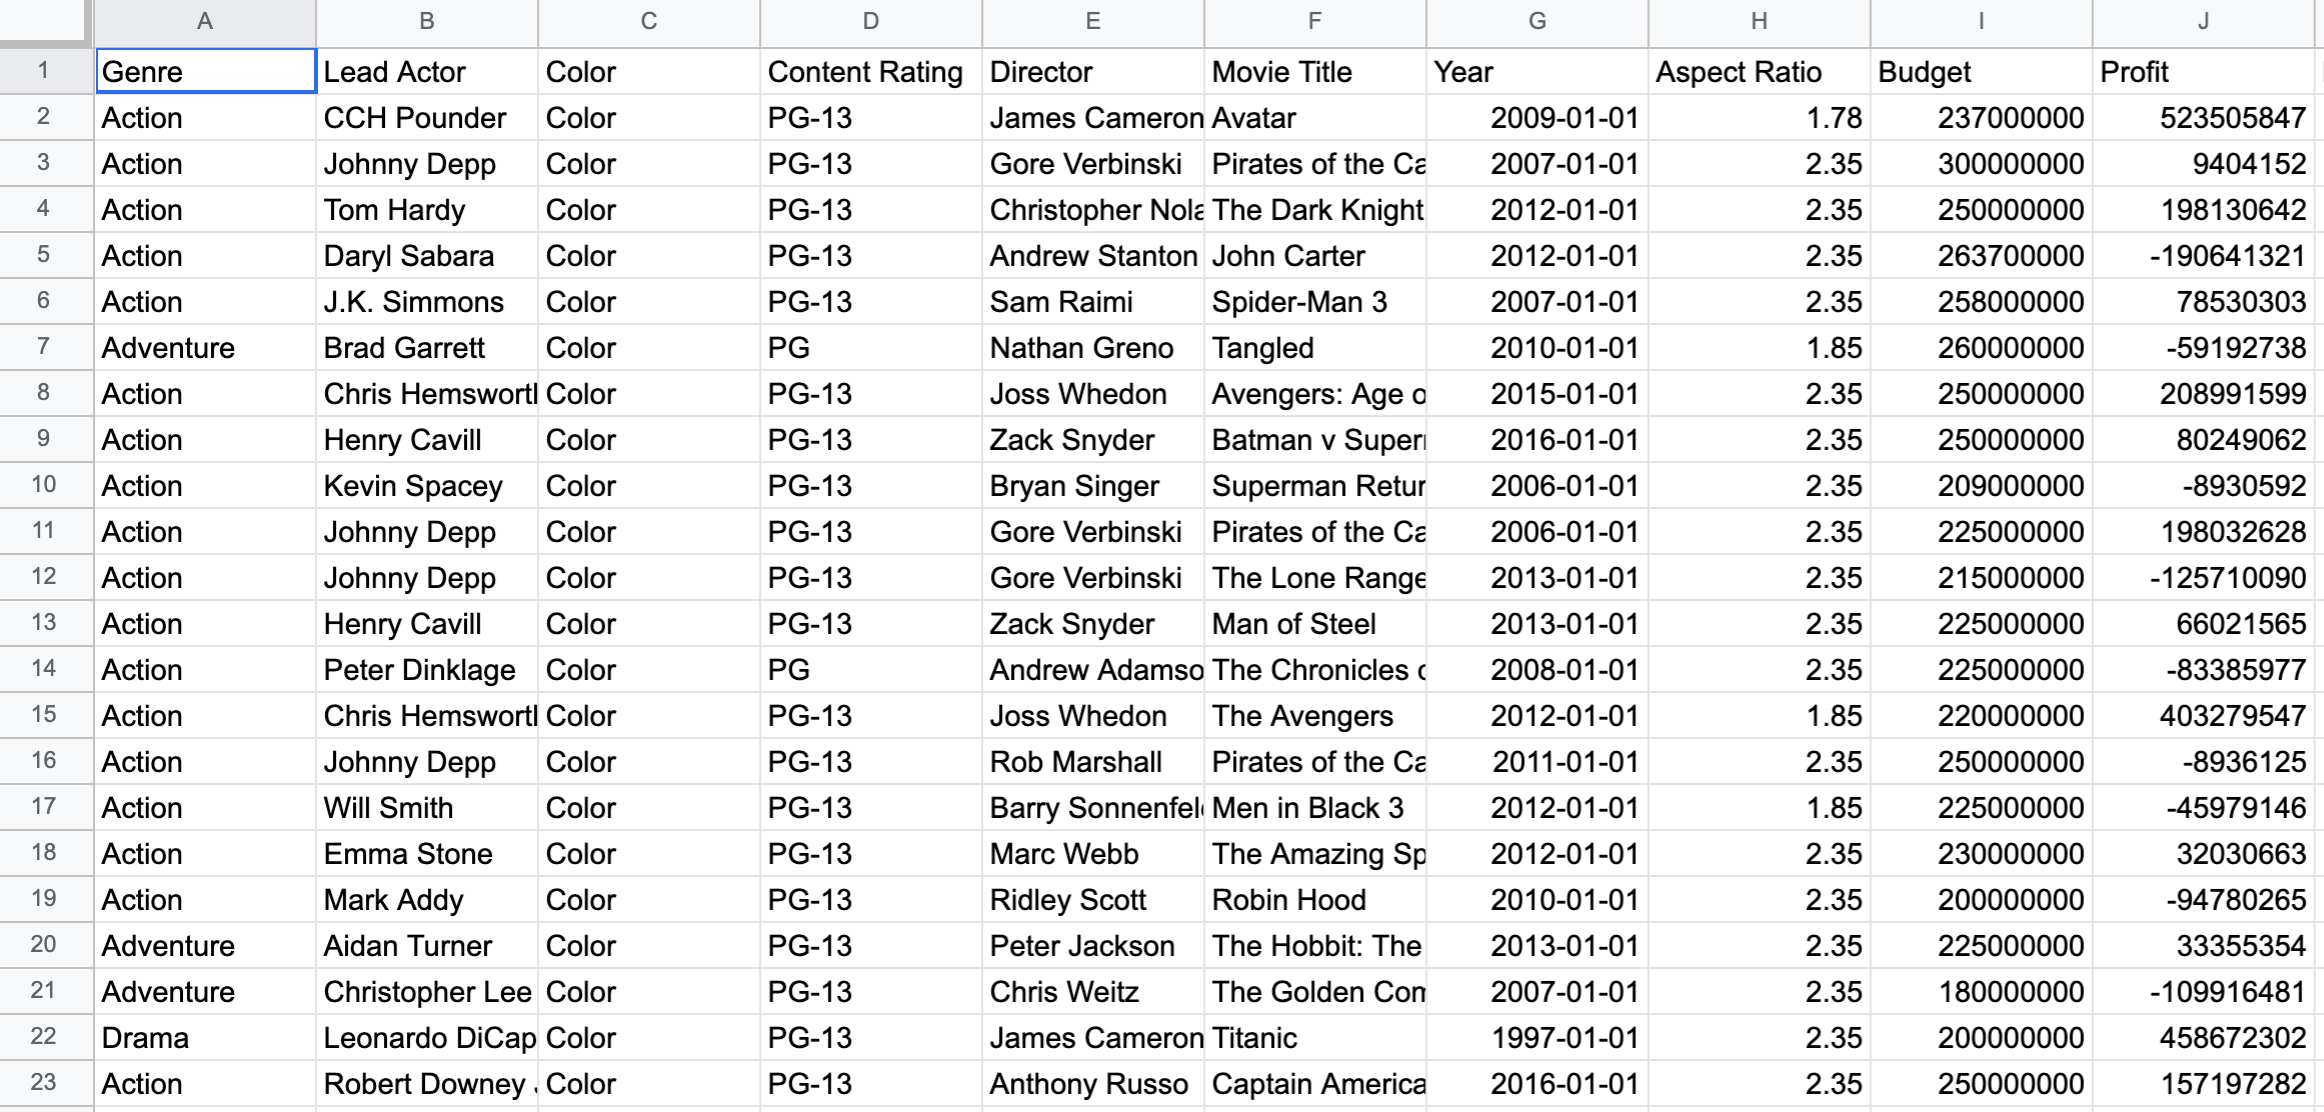 A B C D E F G H I J
1 Genre Lead Actor Color Content Rating Director Movie Title Year Aspect Ratio Budget Profit
2 Action CCH Pounder Color PG-13 James Cameron Avatar 2009-01-01 1.78 237000000 523505847
3 Action Johnny Depp Color PG-13 Gore Verbinski Pirates of the Ca 2007-01-01 2.35 300000000 9404152
4 Action Tom Hardy Color PG-13 Christopher Nola The Dark Knight 2012-01-01 2.35 250000000 198130642
5 Action Daryl Sabara Color PG-13 Andrew Stanton John Carter 2012-01-01 2.35 263700000 -190641321
6 Action J.K. Simmons Color PG-13 Sam Raimi Spider-Man 3 2007-01-01 2.35 258000000 78530303
7 Adventure Brad Garrett Color PG Nathan Greno Tangled 2010-01-01 1.85 260000000 -59192738
8 Action Chris Hemsworth Color PG-13 Joss Whedon Avengers: Age o 2015-01-01 2.35 250000000 208991599
9 Action Henry Cavill Color PG-13 Zack Snyder Batman v Super 2016-01-01 2.35 250000000 80249062
10 Action Kevin Spacey Color PG-13 Bryan Singer Superman Retur 2006-01-01 2.35 209000000 -8930592
11 Action Johnny Depp Color PG-13 Gore Verbinski Pirates of the Ca 2006-01-01 2.35 225000000 198032628
12 Action Johnny Depp Color PG-13 Gore Verbinski The Lone Range 2013-01-01 2.35 215000000 -125710090
13 Action Henry Cavill Color PG-13 Zack Snyder Man of Steel 2013-01-01 2.35 225000000 66021565
14 Action Peter Dinklage Color PG Andrew Adamso The Chronicles o 2008-01-01 2.35 225000000 -83385977
15 Action Chris Hemsworth Color PG-13 Joss Whedon The Avengers 2012-01-01 1.85 220000000 403279547
16 Action Johnny Depp Color PG-13 Rob Marshall Pirates of the Ca 2011-01-01 2.35 250000000 -8936125
17 Action Will Smith Color PG-13 Barry Sonnenfel Men in Black 3 2012-01-01 1.85 225000000 -45979146
18 Action Emma Stone Color PG-13 Marc Webb The Amazing Sp 2012-01-01 2.35 230000000 32030663
19 Action Mark Addy Color PG-13 Ridley Scott Robin Hood 2010-01-01 2.35 200000000 -94780265
20 Adventure Aidan Turner Color PG-13 Peter Jackson The Hobbit: The 2013-01-01 2.35 225000000 33355354
21 Adventure Christopher Lee Color PG-13 Chris Weitz The Golden Com 2007-01-01 2.35 180000000 -109916481
22 Drama Leonardo DiCap Color PG-13 James Cameron Titanic 1997-01-01 2.35 200000000 458672302
23 Action Robert Downey Color PG-13 Anthony Russo Captain America 2016-01-01 2.35 250000000 157197282